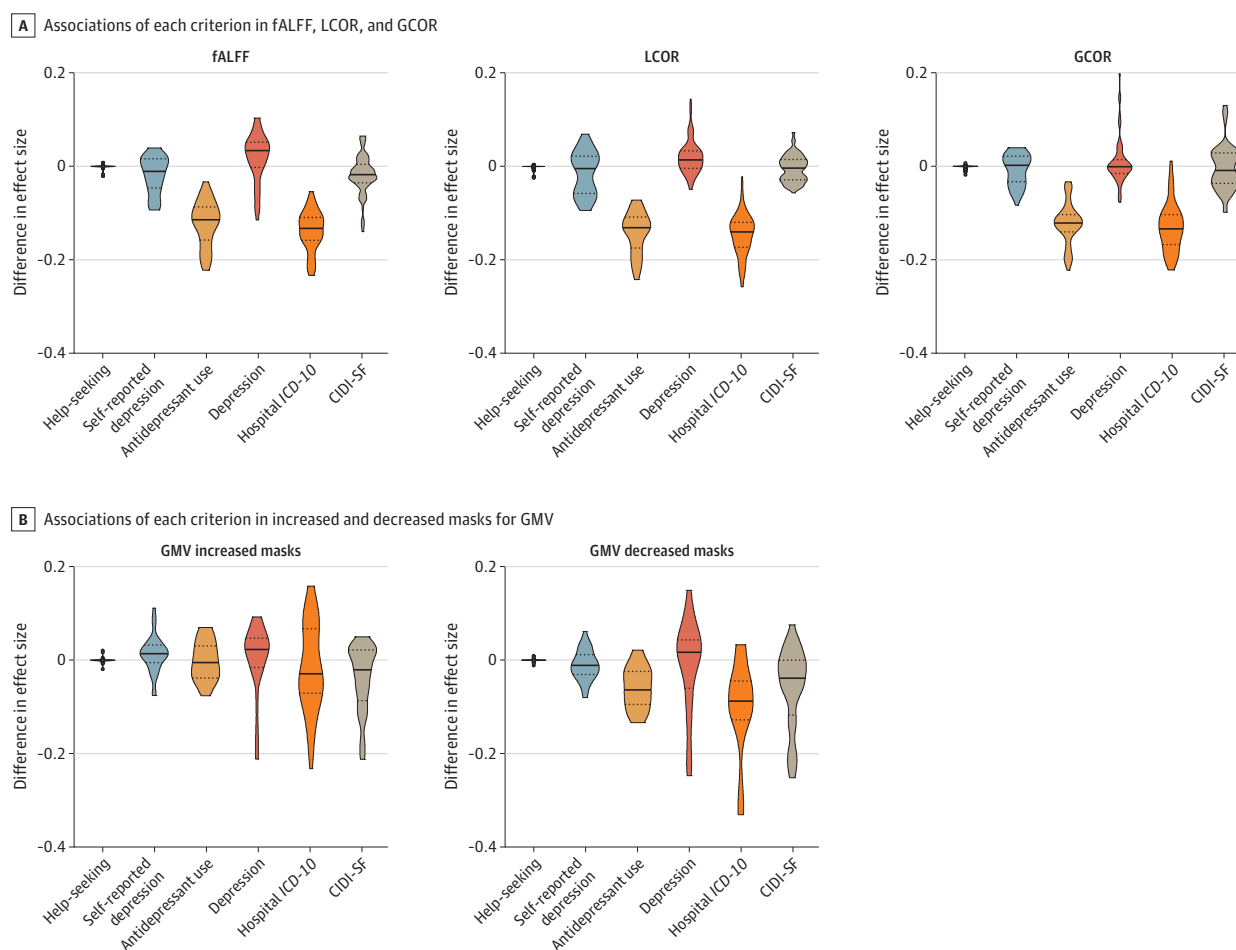 A Associations of each criterion in fALFF, LCOR, and GCOR
fALFF
0.2
0
-0.2
-0.4
Difference in effect size
Help-seeking
Self-reported
depression
Antidepressant use
Depression
Hospital ICD-10
CIDI-SF
LCOR
0.2
0
-0.2
-0.4
Difference in effect size
Help-seeking
Self-reported
depression
Antidepressant use
Depression
Hospital ICD-10
CIDI-SF
GCOR
0.2
0
-0.2
-0.4
Difference in effect size
Help-seeking
Self-reported
depression
Antidepressant use
Depression
Hospital ICD-10
CIDI-SF
B Associations of each criterion in increased and decreased masks for GMV
GMV increased masks
0.2
0
-0.2
-0.4
Difference in effect size
Help-seeking
Self-reported
depression
Antidepressant use
Depression
Hospital ICD-10
CIDI-SF
GMV decreased masks
0.2
0
-0.2
-0.4
Difference in effect size
Help-seeking
Self-reported
depression
Antidepressant use
Depression
Hospital ICD-10
CIDI-SF